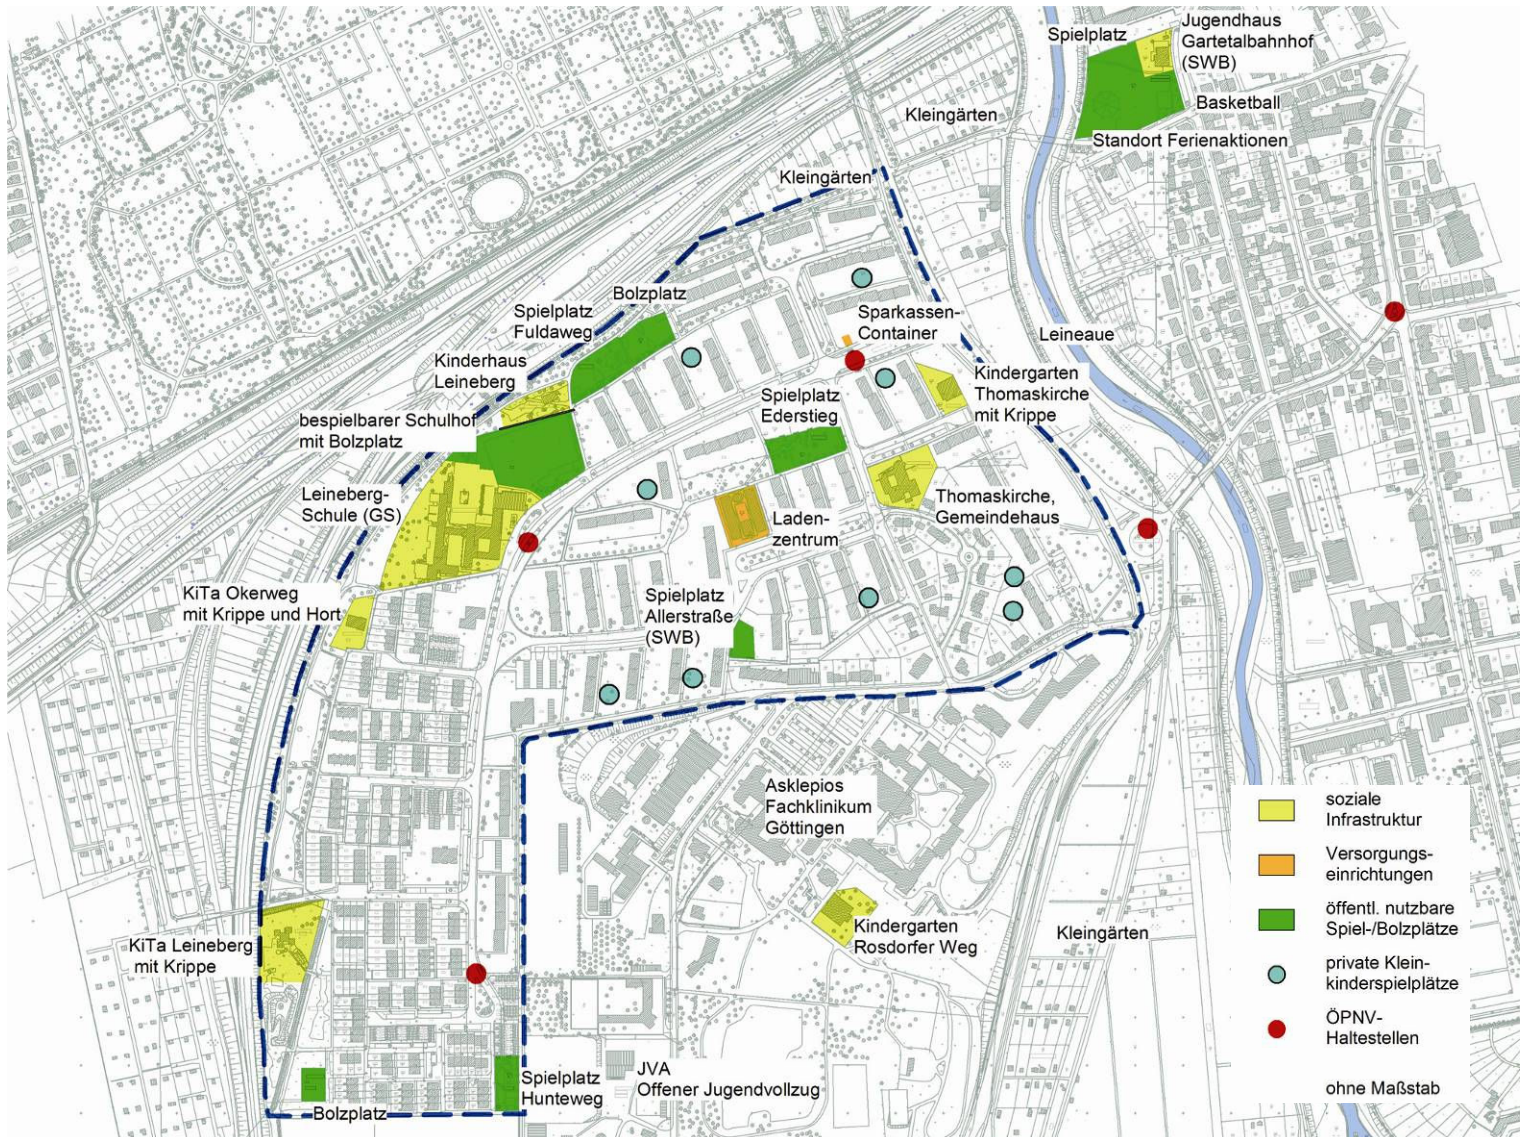 Spielplatz
Jugendhaus
Gartetalbahnhof
(SWB)
Basketball
Kleingärten
Standort Ferienaktionen
Kleingärten
Bolzplatz
Spielplatz
Fuldaweg
Sparkassen-
Container
Leineaue
Kinderhaus
Leineberg
Kindergarten
Thomaskirche
mit Krippe
Spielplatz
Ederstieg
bespielbarer Schulhof
mit Bolzplatz
Leineberg-
Schule (GS)
Thomaskirche,
Gemeindehaus
Laden-
zentrum
KiTa Okerweg
mit Krippe und Hort
Spielplatz
Allerstraße
(SWB)
Asklepios
Fachklinikum
Göttingen
Kindergarten
Rosdorfer Weg
Kleingärten
KiTa Leineberg
mit Krippe
Spielplatz
Hunteweg
JVA
Offener Jugendvollzug
Bolzplatz
soziale
Infrastruktur
Versorgungs-
einrichtungen
öffentl. nutzbare
Spiel-/Bolzplätze
private Klein-
kinderspielplätze
ÖPNV-
Haltestellen
ohne Maßstab